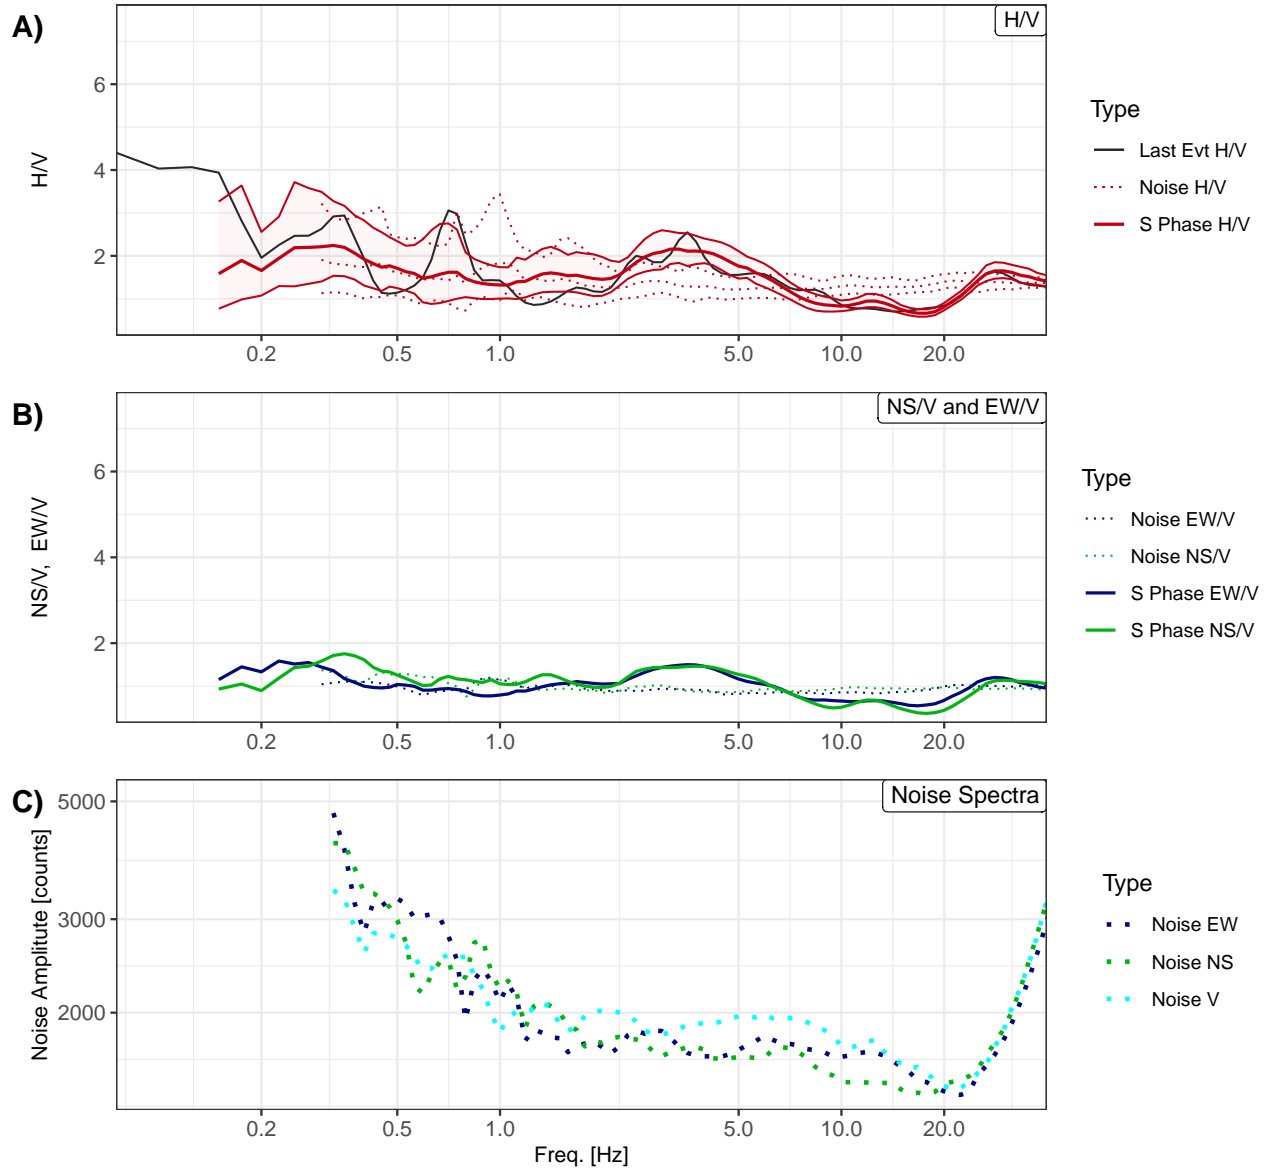 A)
H/V
6
4
2
H/V
0.2
0.5
1.0
5.0
10.0
20.0
Type
Last Evt H/V
Noise H/V
S Phase H/V
B)
NS/V and EW/V
6
4
2
NS/V,  EW/V
0.2
0.5
1.0
5.0
10.0
20.0
Type
Noise EW/V
Noise NS/V
S Phase EW/V
S Phase NS/V
C)
Noise Spectra
5000
3000
2000
Noise Amplitute [counts]
0.2
0.5
1.0
5.0
10.0
20.0
Freq. [Hz]
Type
Noise EW
Noise NS
Noise V